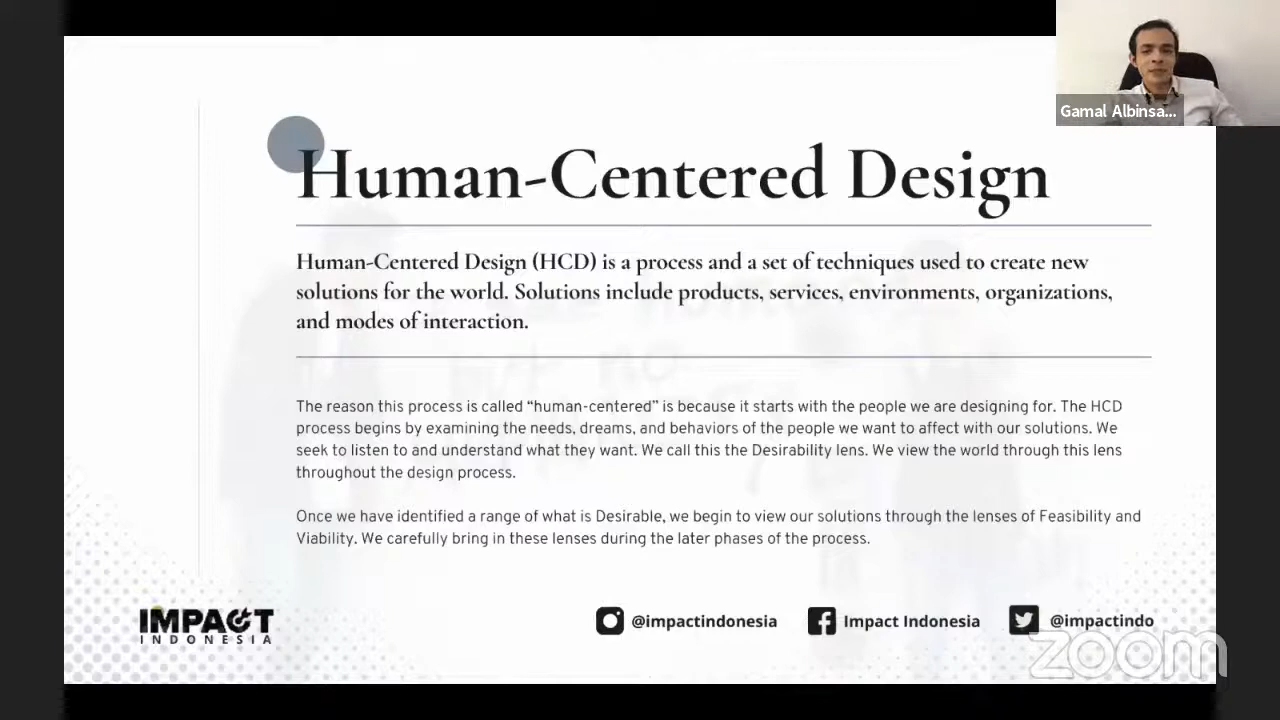 Gamal Albinsa...
Human-Centered Design
Human-Centered Design (HCD) is a process and a set of techniques used to create new
solutions for the world. Solutions include products, services, environments, organizations,
and modes of interaction.
The reason this process is called “human-centered” is because it starts with the people we are designing for. The HCD
process begins by examining the needs, dreams, and behaviors of the people we want to affect with our solutions. We
seek to listen to and understand what they want. We call this the Desirability lens. We view the world through this lens
throughout the design process.
Once we have identified a range of what is Desirable, we begin to view our solutions through the lenses of Feasibility and
Viability. We carefully bring in these lenses during the later phases of the process.
IMPACT
INDONESIA
@impactindonesia
Impact Indonesia
@impactindo
zoom